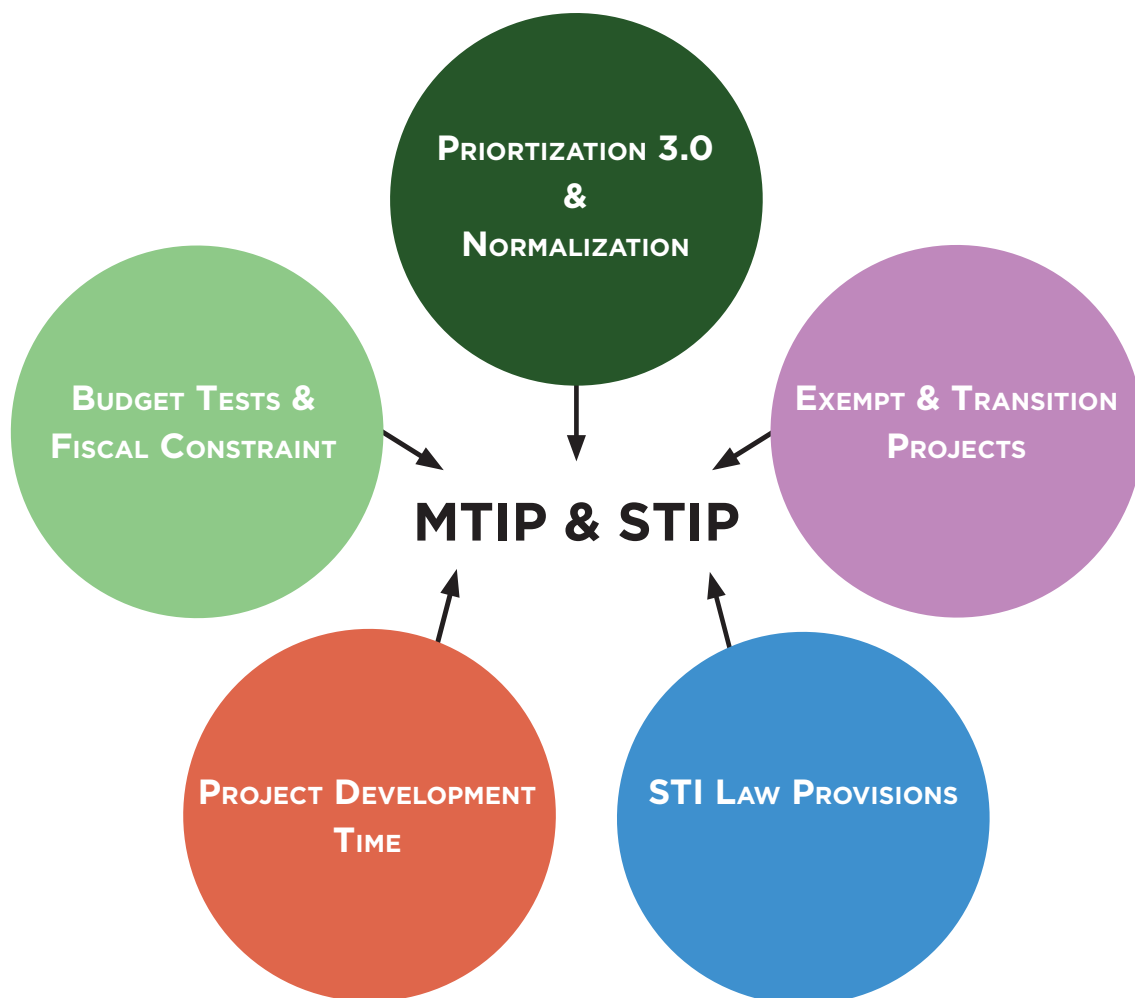 Priortization 3.0
&
Normalization
Budget Tests &
Fiscal Constraint
Exempt & Transition
Projects
MTIP & STIP
Project Development
Time
STI Law Provisions